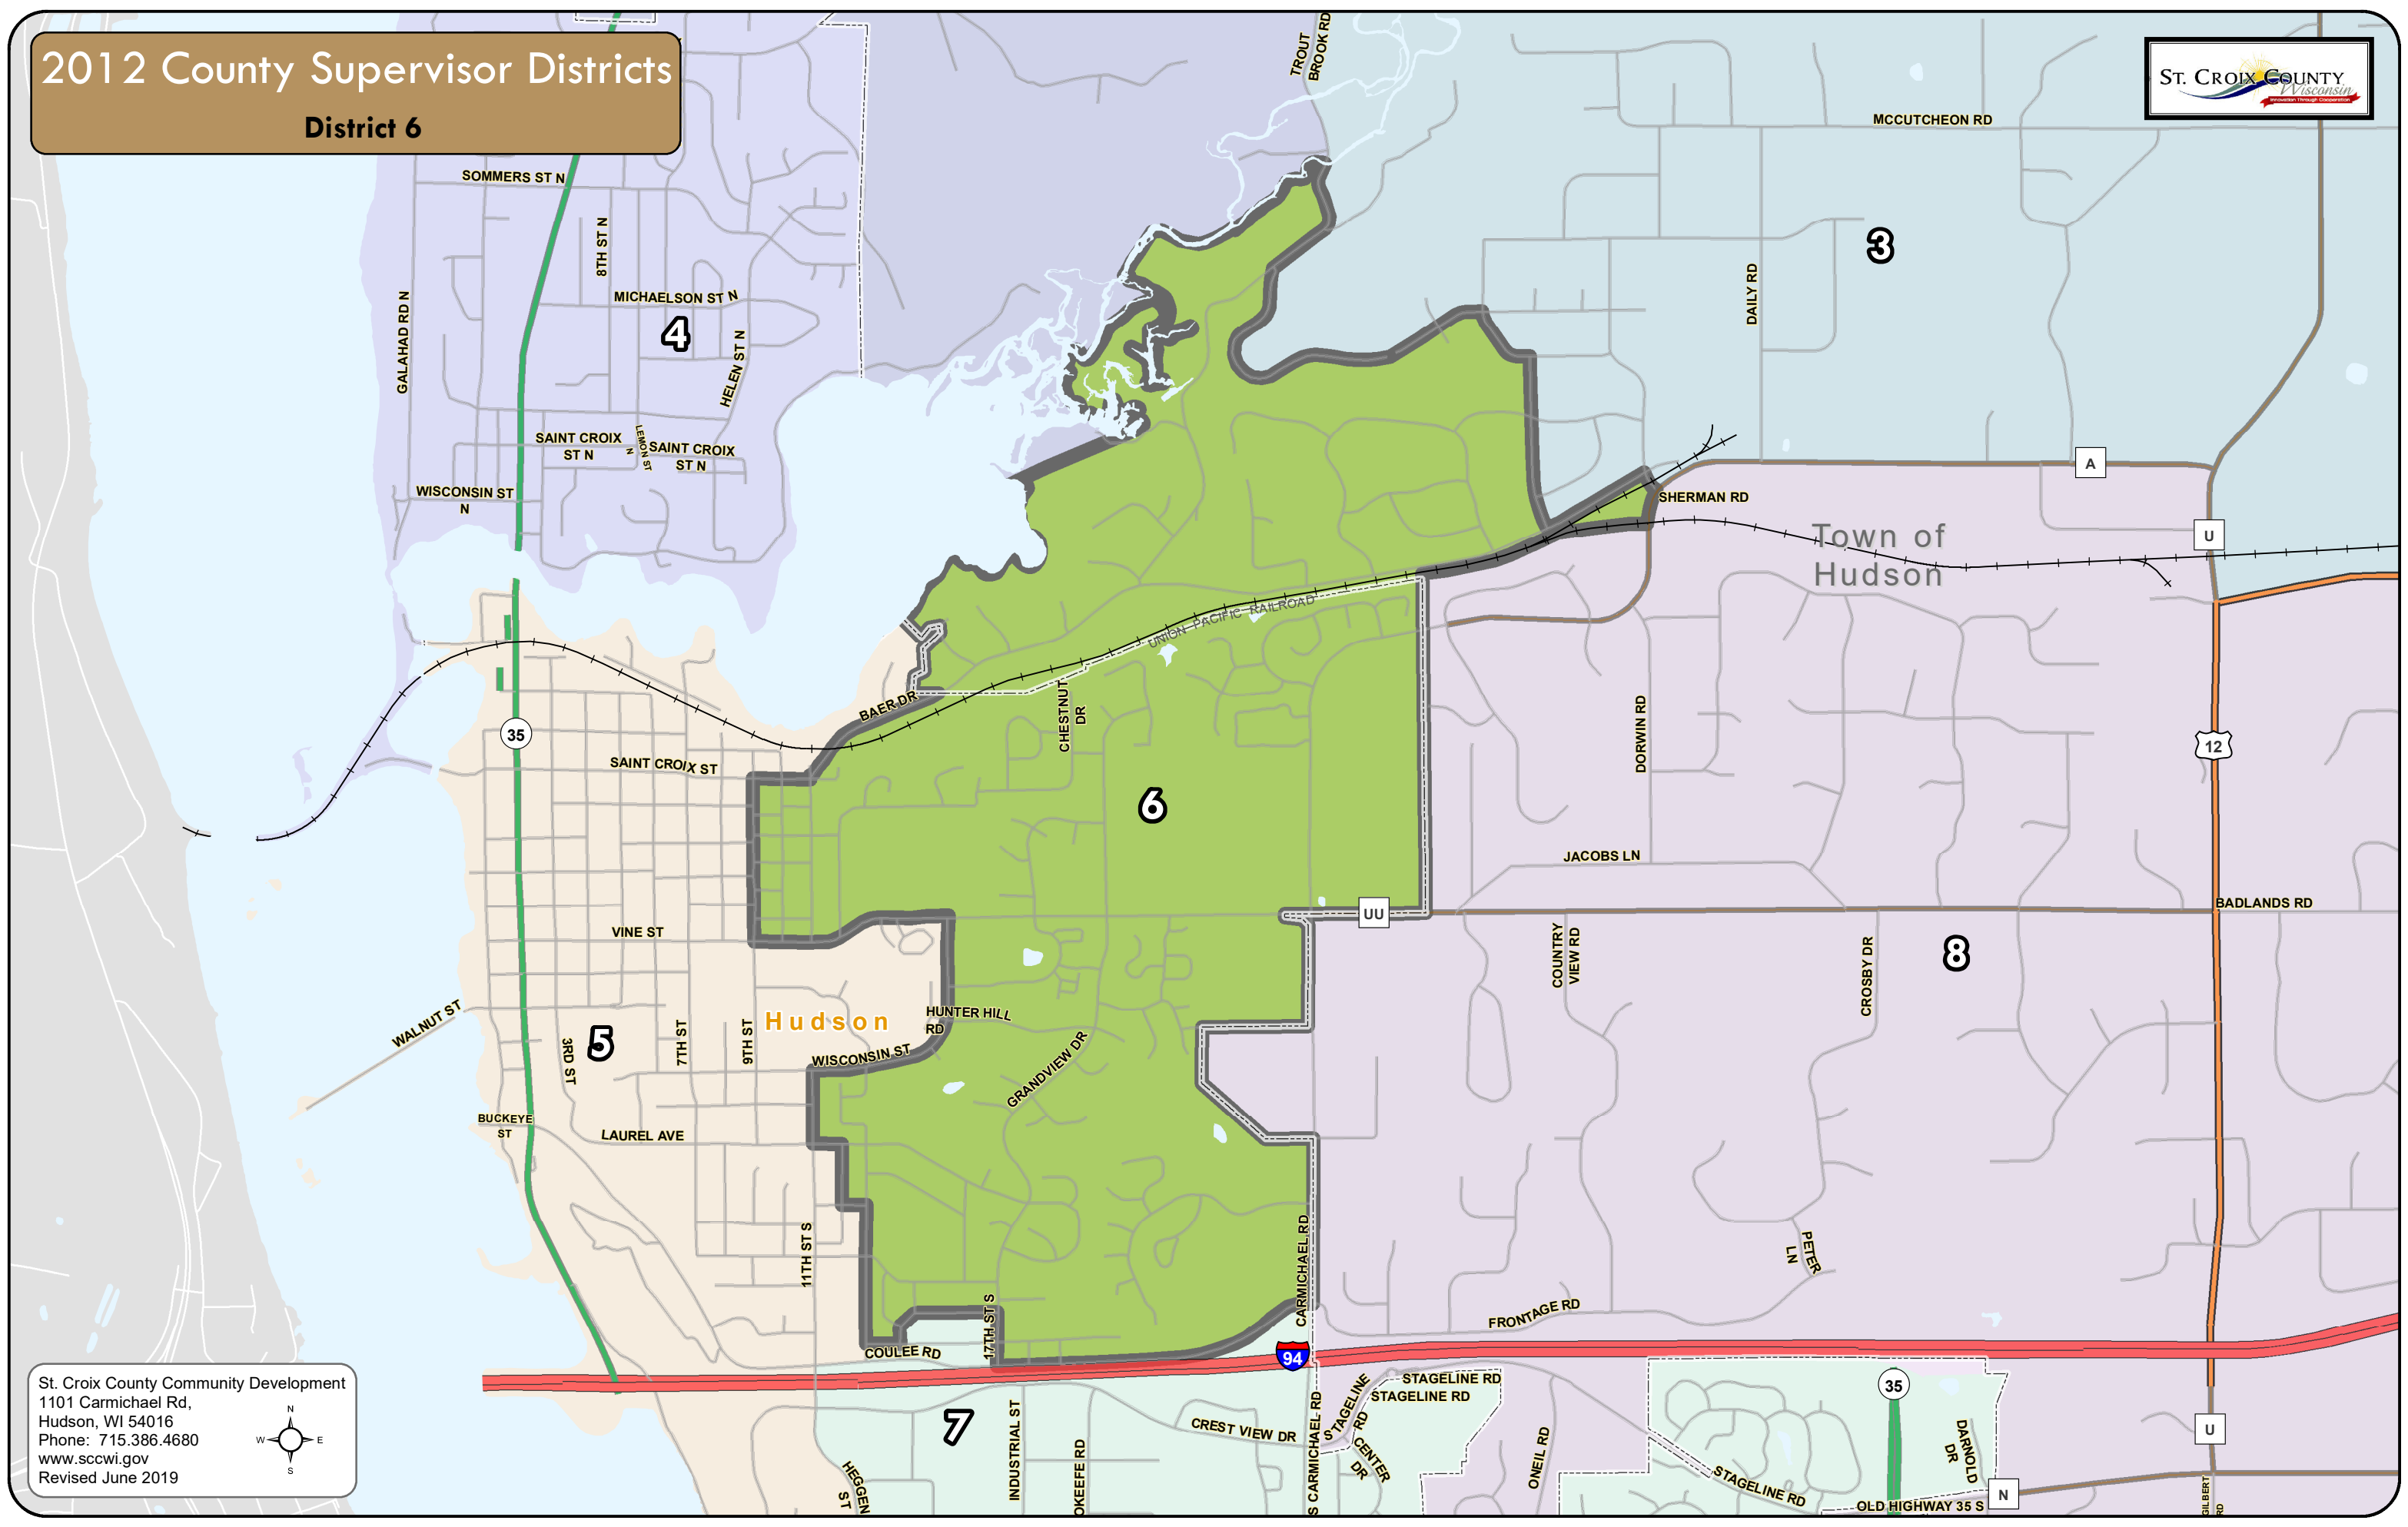 2012 County Supervisor Districts
District 6
ST. CROIX COUNTY
Wisconsin
Innovation Through Cooperation
TROUT
BROOK RD
MCCUTCHEON RD
SOMMERS ST N
8TH ST N
MICHAELSON ST N
GALAHAD RD N
4
HELEN ST N
3
DAILY RD
SAINT CROIX
ST N
LEMON ST
N
SAINT CROIX
ST N
WISCONSIN ST
N
A
SHERMAN RD
Town of
Hudson
U
UNION PACIFIC RAILROAD
BAER DR
CHESTNUT
DR
35
DORWIN RD
12
SAINT CROIX ST
6
JACOBS LN
BADLANDS RD
UU
VINE ST
COUNTRY
VIEW RD
CROSBY DR
8
WALNUT ST
Hudson
HUNTER HILL
RD
5
3RD ST
7TH ST
9TH ST
WISCONSIN ST
GRANDVIEW DR
BUCKEYE
ST
LAUREL AVE
11TH ST S
17TH ST S
CARMICHAEL RD
PETER
LN
FRONTAGE RD
COULEE RD
94
7
HEGGEN
ST
INDUSTRIAL ST
OKEEFE RD
CREST VIEW DR
S CARMICHAEL RD
STAGELINE
RD
STAGELINE RD
STAGELINE RD
CENTER
DR
ONEIL RD
35
STAGELINE RD
DARNOLD
DR
OLD HIGHWAY 35 S
N
U
GILBERT
RD
St. Croix County Community Development
1101 Carmichael Rd,
Hudson, WI 54016
Phone: 715.386.4680
www.sccwi.gov
Revised June 2019
N
W E
S